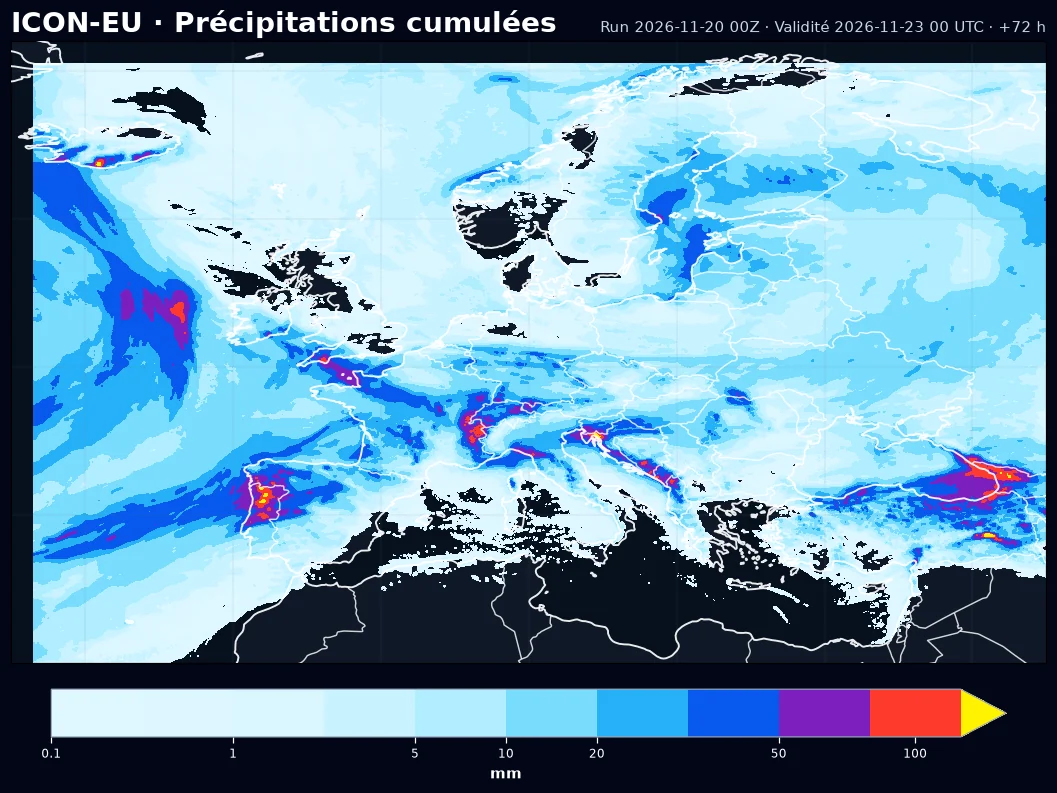 ICON-EU · Précipitations cumulées
Run 2026-11-20 00Z · Validité 2026-11-23 00 UTC · +72 h
0.1 1 5 10 20 50 100
mm